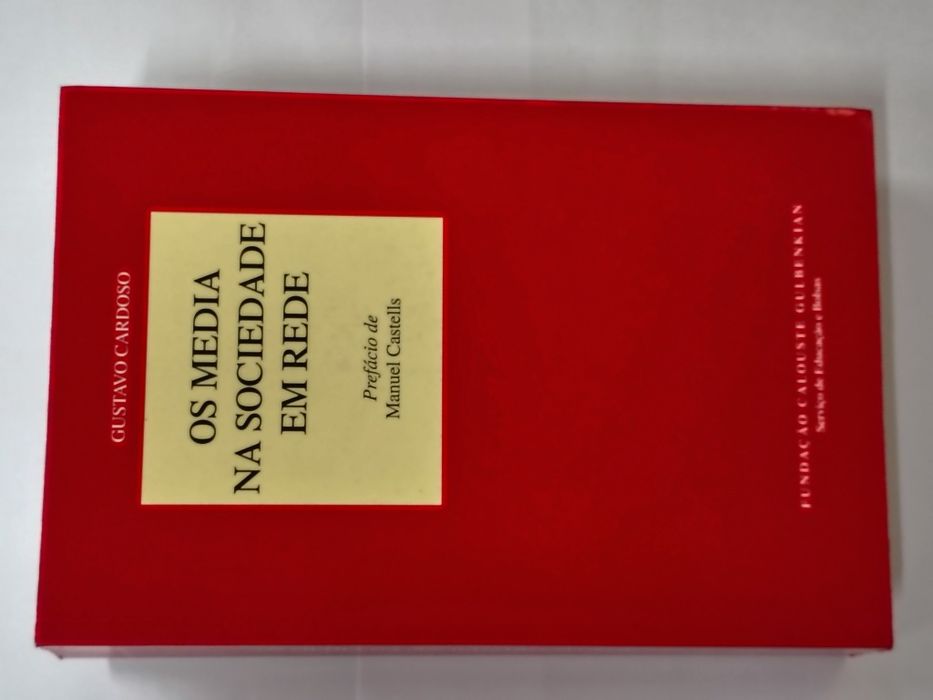 GUSTAVO CARDOSO
OS MEDIA
NA SOCIEDADE
EM REDE
Prefácio de
Manuel Castells
FUNDAÇÃO CALOUSTE GULBENKIAN
Serviço de Educação e Bolsas